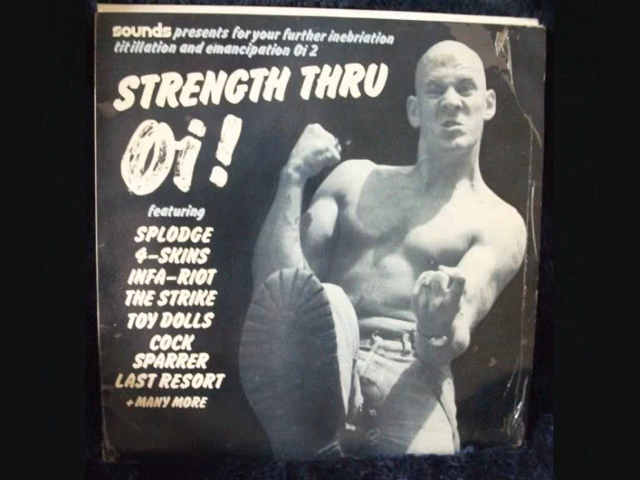 sounds presents for your further inebriation
titillation and emancipation Oi 2
STRENGTH THRU
Oi!
featuring
SPLODGE
4-SKINS
INFA-RIOT
THE STRIKE
TOY DOLLS
COCK
SPARRER
LAST RESORT
+MANY MORE